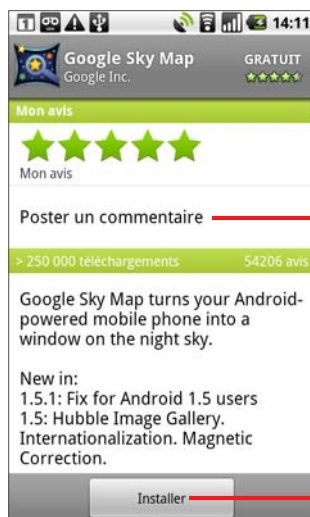 1
14:11
Google Sky Map
GRATUIT
Google Inc.
Mon avis
Mon avis
Poster un commentaire
> 250 000 téléchargements 54206 avis
Google Sky Map turns your Android-
powered mobile phone into a
window on the night sky.
New in:
1.5.1: Fix for Android 1.5 users
1.5: Hubble Image Gallery.
Internationalization. Magnetic
Correction.
Installer